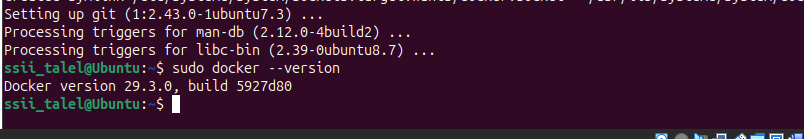 Setting up git (1:2.43.0-1ubuntu7.3) ...
Processing triggers for man-db (2.12.0-4build2) ...
Processing triggers for libc-bin (2.39-0ubuntu8.7) ...
ssii_talel@Ubuntu:~$ sudo docker --version
Docker version 29.3.0, build 5927d80
ssii_talel@Ubuntu:~$